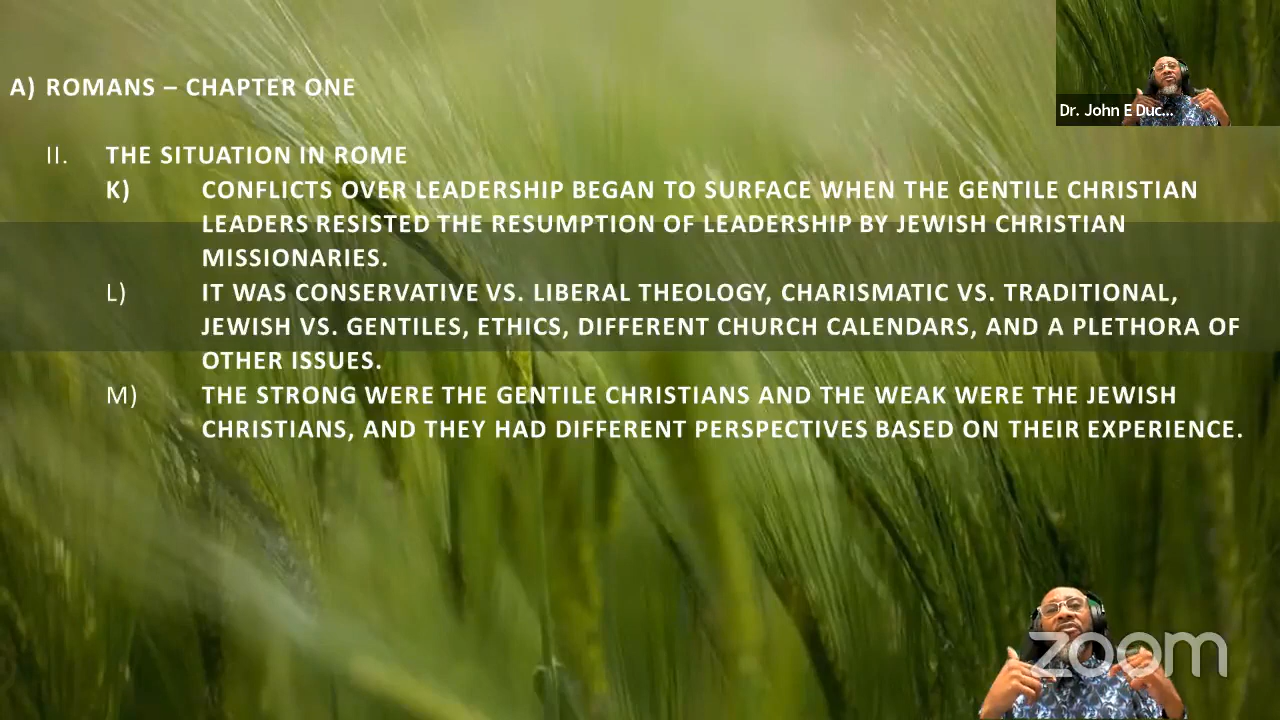 A) ROMANS – CHAPTER ONE
Dr. John E Duc...
II. THE SITUATION IN ROME
K) CONFLICTS OVER LEADERSHIP BEGAN TO SURFACE WHEN THE GENTILE CHRISTIAN
LEADERS RESISTED THE RESUMPTION OF LEADERSHIP BY JEWISH CHRISTIAN
MISSIONARIES.
L) IT WAS CONSERVATIVE VS. LIBERAL THEOLOGY, CHARISMATIC VS. TRADITIONAL,
JEWISH VS. GENTILES, ETHICS, DIFFERENT CHURCH CALENDARS, AND A PLETHORA OF
OTHER ISSUES.
M) THE STRONG WERE THE GENTILE CHRISTIANS AND THE WEAK WERE THE JEWISH
CHRISTIANS, AND THEY HAD DIFFERENT PERSPECTIVES BASED ON THEIR EXPERIENCE.
zoom